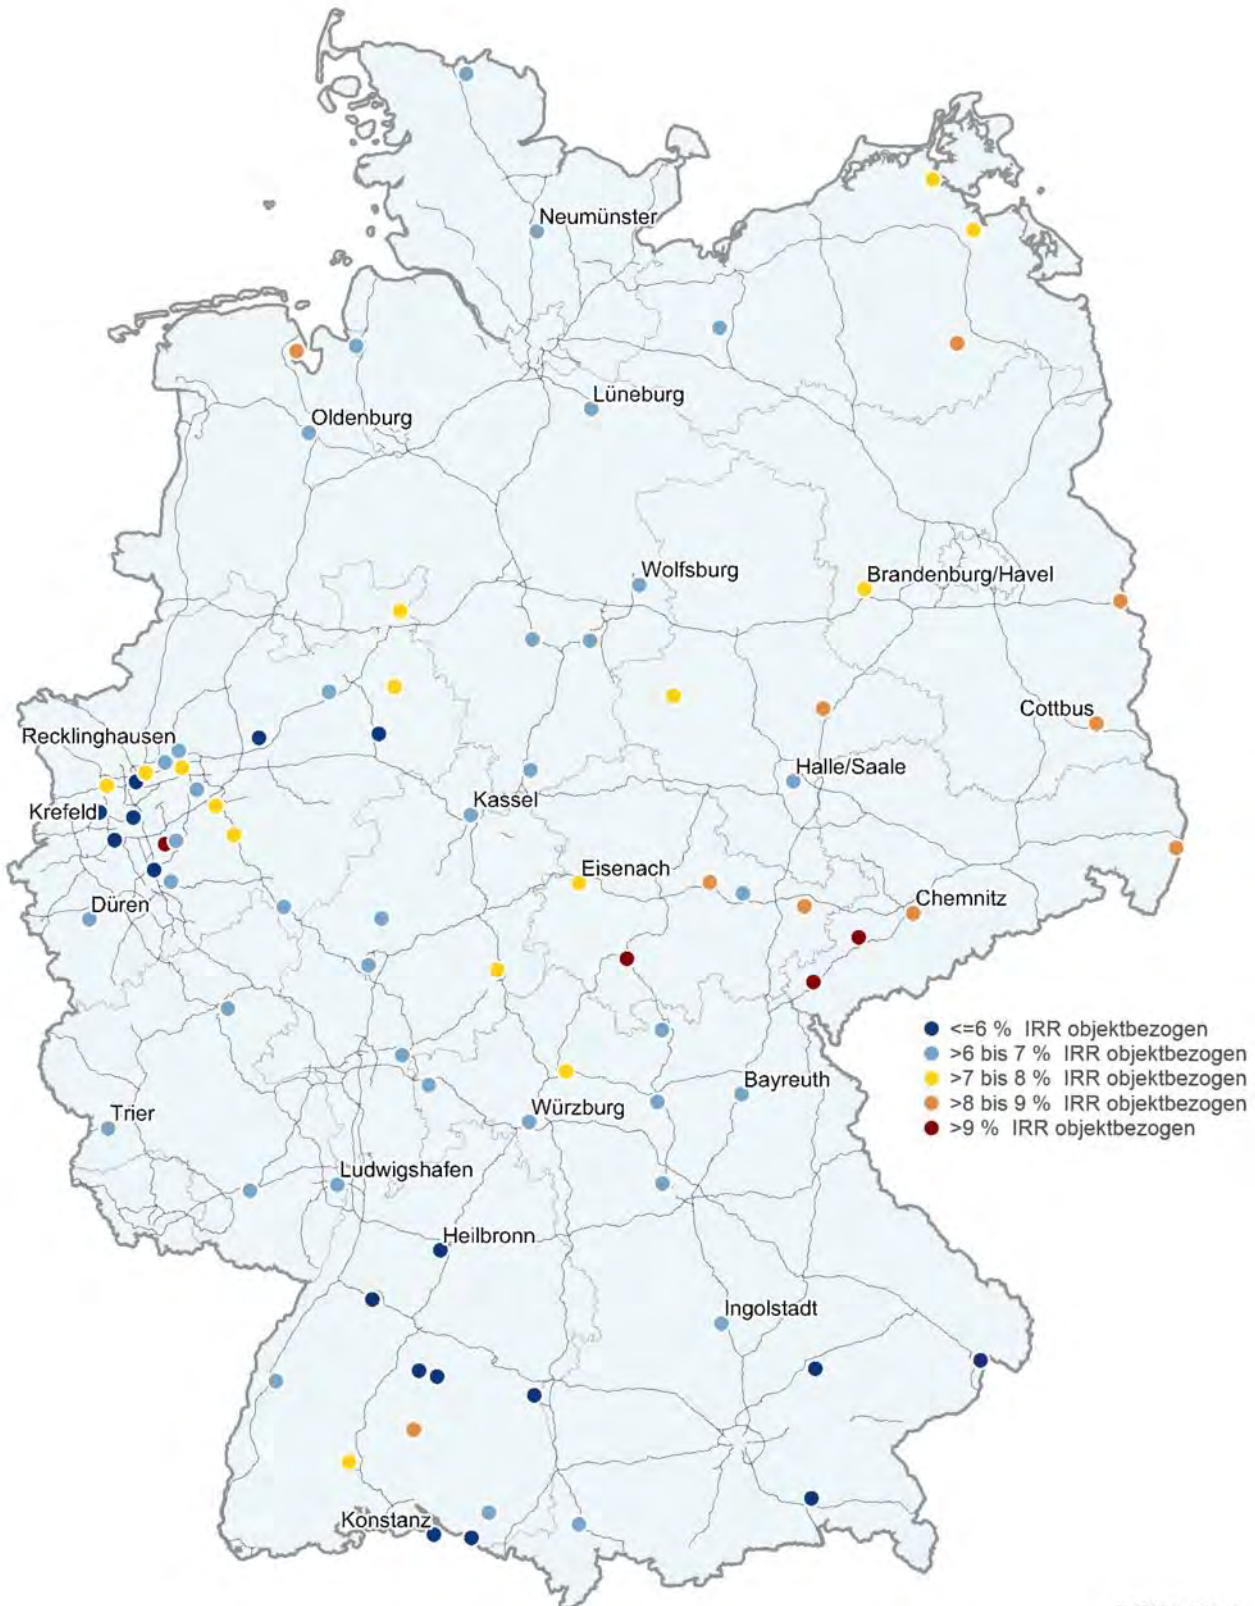 Neumünster
Lüneburg
Oldenburg
Wolfsburg
Brandenburg/Havel
Cottbus
Recklinghausen
Halle/Saale
Krefeld
Kassel
Eisenach
Düren
Chemnitz
<=6 % IRR objektbezogen
>6 bis 7 % IRR objektbezogen
>7 bis 8 % IRR objektbezogen
>8 bis 9 % IRR objektbezogen
>9 % IRR objektbezogen
Bayreuth
Trier
Würzburg
Ludwigshafen
Heilbronn
Ingolstadt
Konstanz